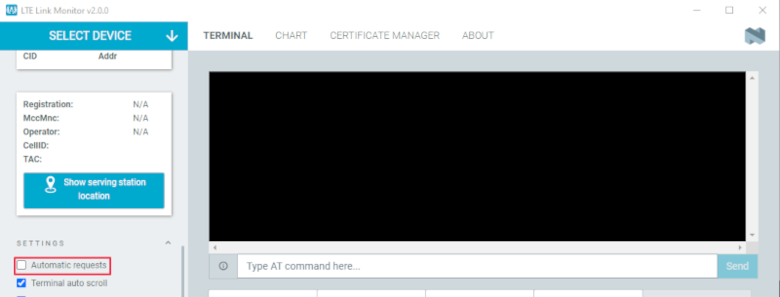 LTE Link Monitor v2.0.0
SELECT DEVICE
TERMINAL CHART CERTIFICATE MANAGER ABOUT
CID Addr
Registration: N/A
MccMnc: N/A
Operator: N/A
CellID:
TAC:
Show serving station
location
SETTINGS
Automatic requests
Terminal auto scroll
Type AT command here...
Send